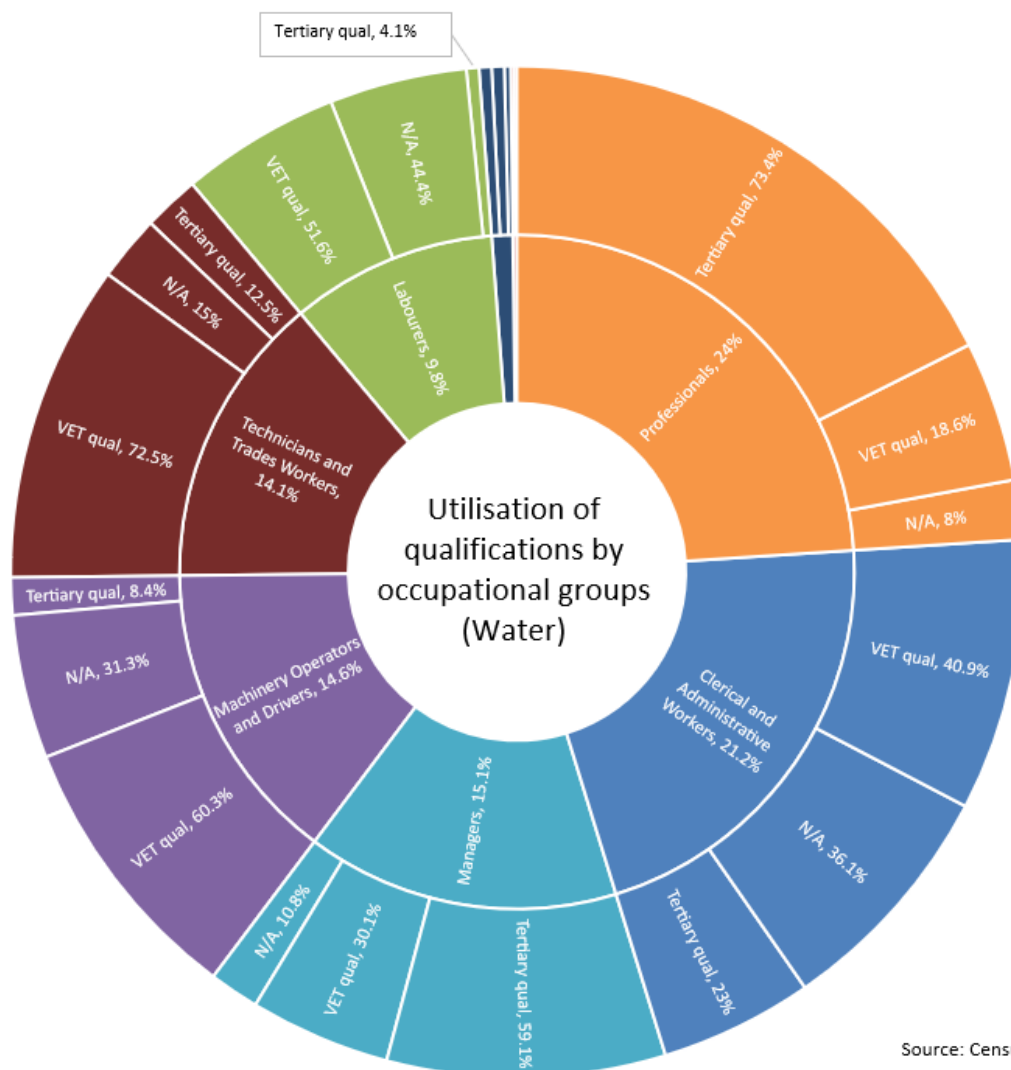 Tertiary qual, 4.1%
Utilisation of
qualifications by
occupational groups
(Water)
Professionals, 24%
Tertiary qual, 73.4%
VET qual, 18.6%
N/A, 8%
Clerical and
Administrative
Workers, 21.2%
VET qual, 40.9%
N/A, 36.1%
Tertiary qual, 23%
Managers, 15.1%
Tertiary qual, 59.1%
VET qual, 30.1%
N/A, 10.8%
Machinery Operators
and Drivers, 14.6%
VET qual, 60.3%
N/A, 31.3%
Tertiary qual, 8.4%
Technicians and
Trades Workers,
14.1%
VET qual, 72.5%
N/A, 15%
Tertiary qual, 12.5%
Labourers, 9.8%
VET qual, 51.6%
N/A, 44.4%
Source: Cens